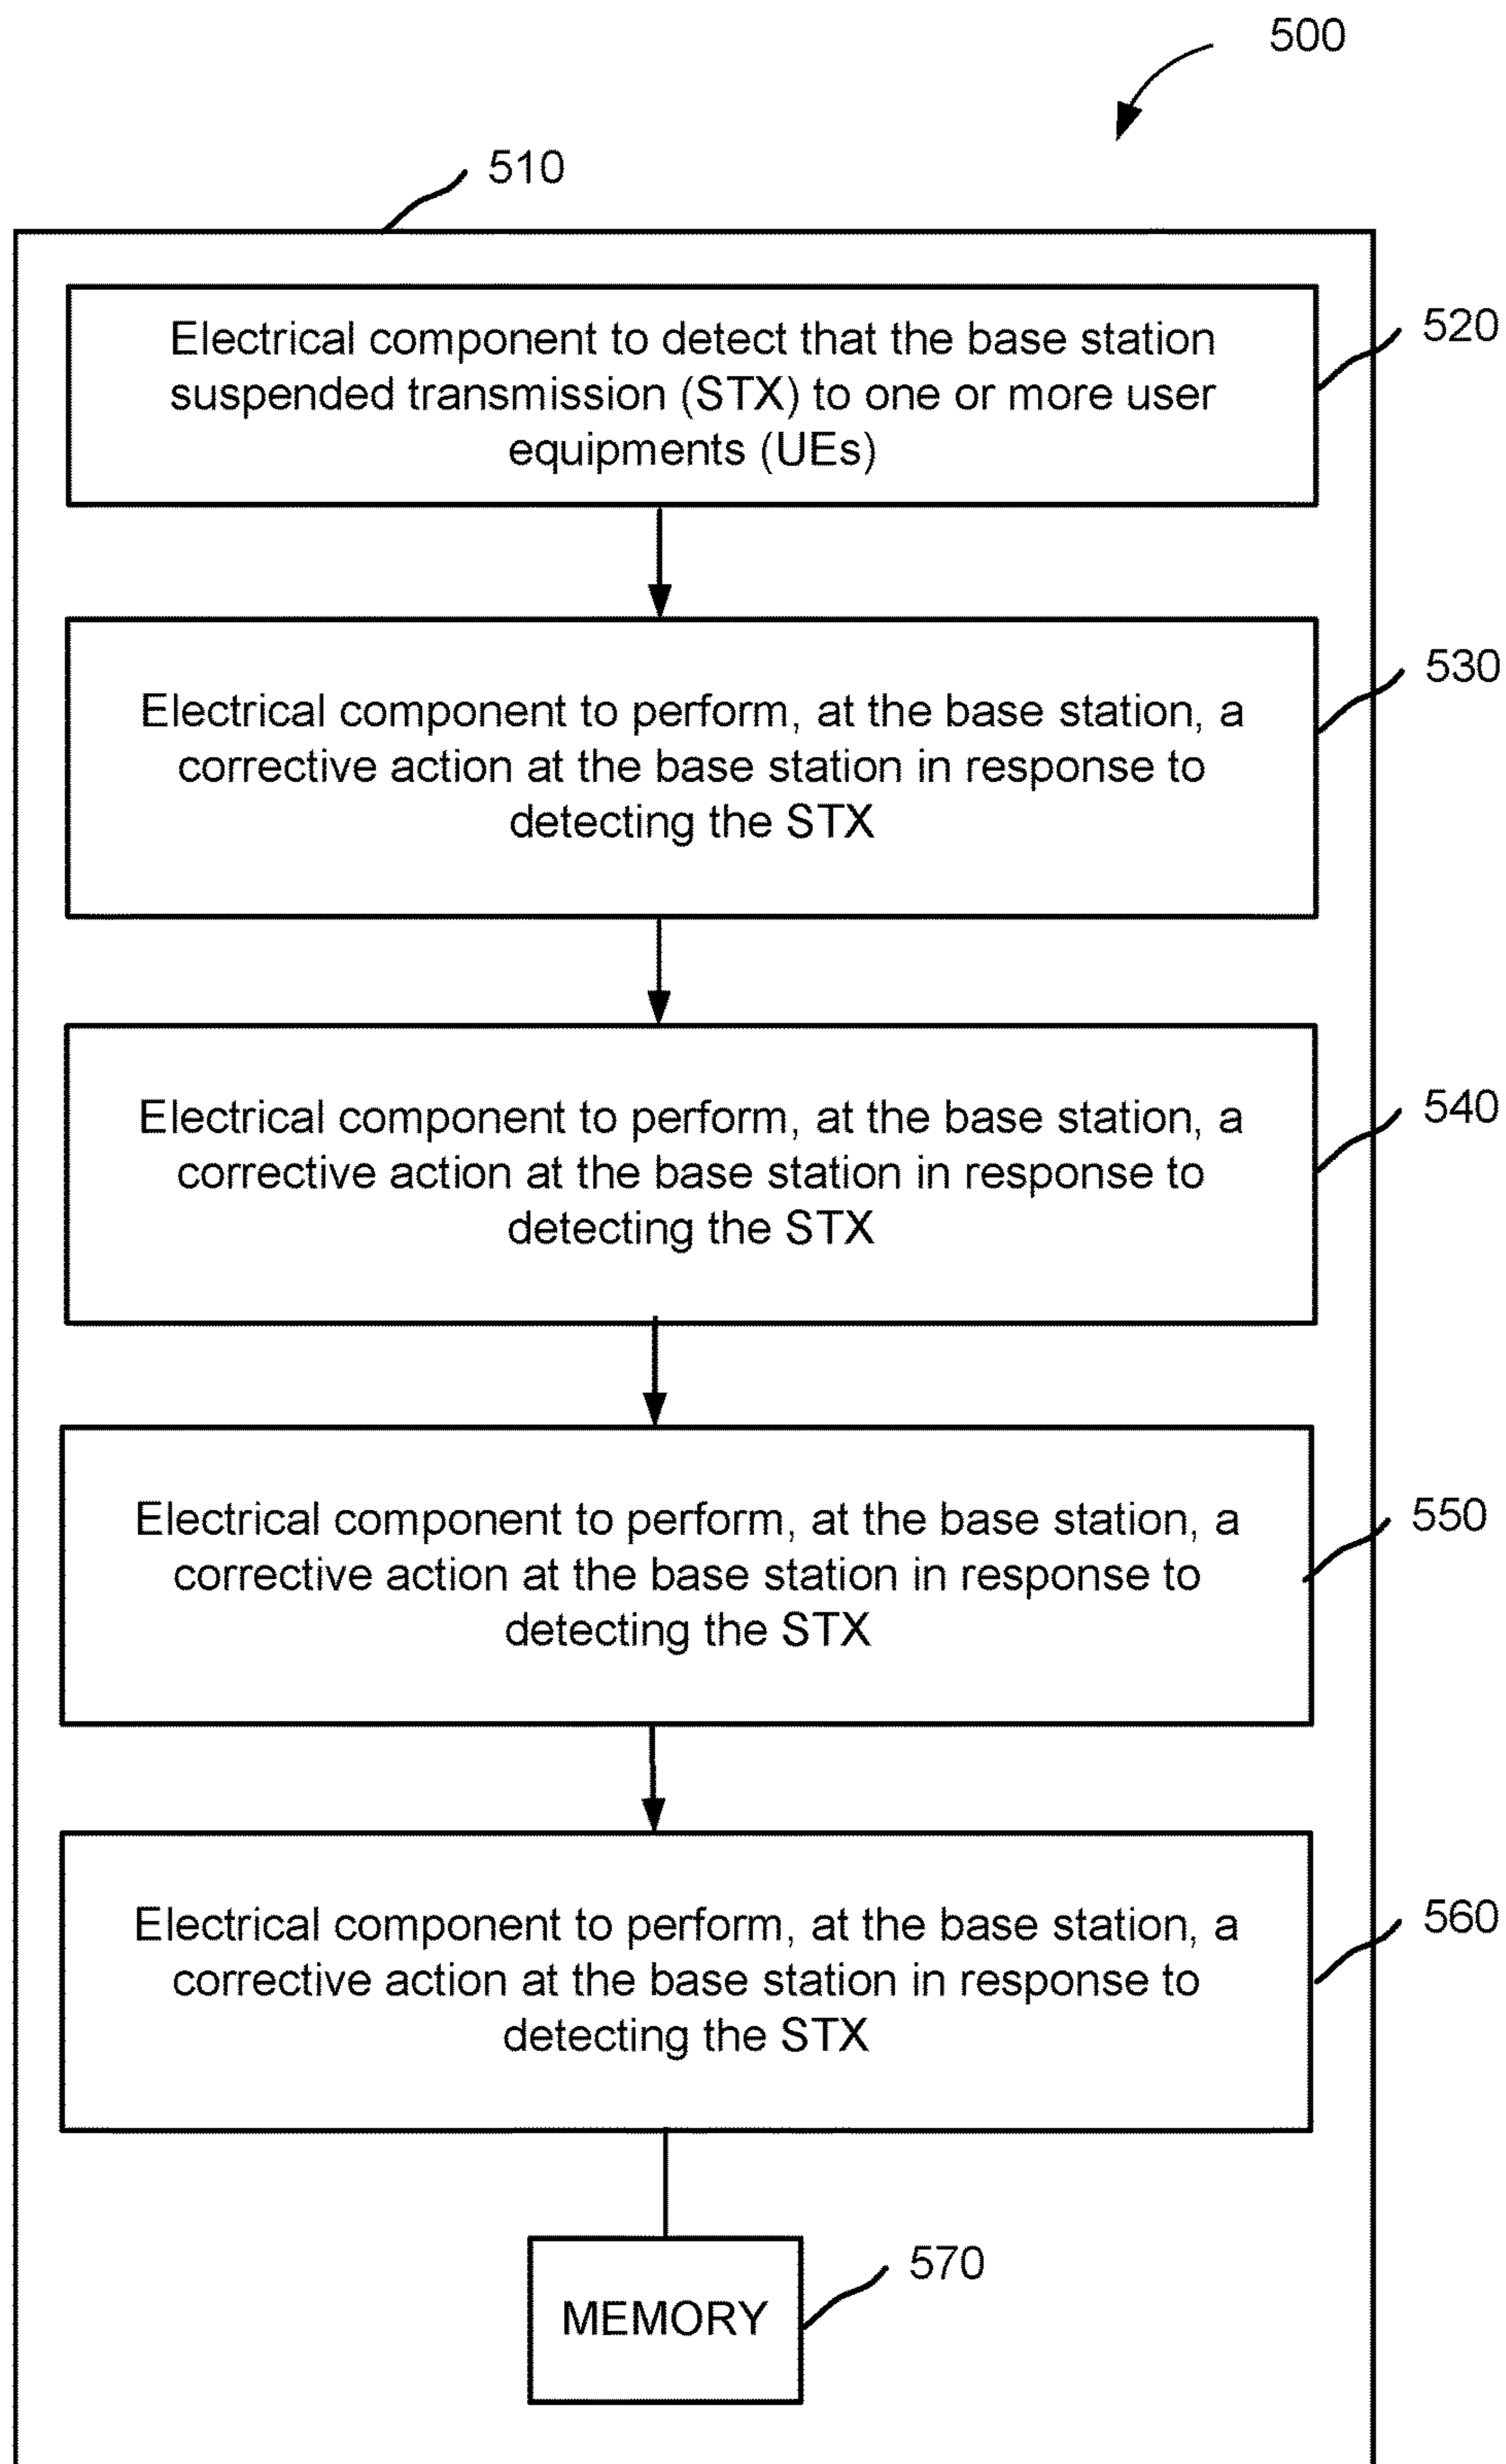 500
510
Electrical component to detect that the base station
suspended transmission (STX) to one or more user
equipments (UEs)
520
Electrical component to perform, at the base station, a
corrective action at the base station in response to
detecting the STX
530
Electrical component to perform, at the base station, a
corrective action at the base station in response to
detecting the STX
540
Electrical component to perform, at the base station, a
corrective action at the base station in response to
detecting the STX
550
Electrical component to perform, at the base station, a
corrective action at the base station in response to
detecting the STX
560
MEMORY
570